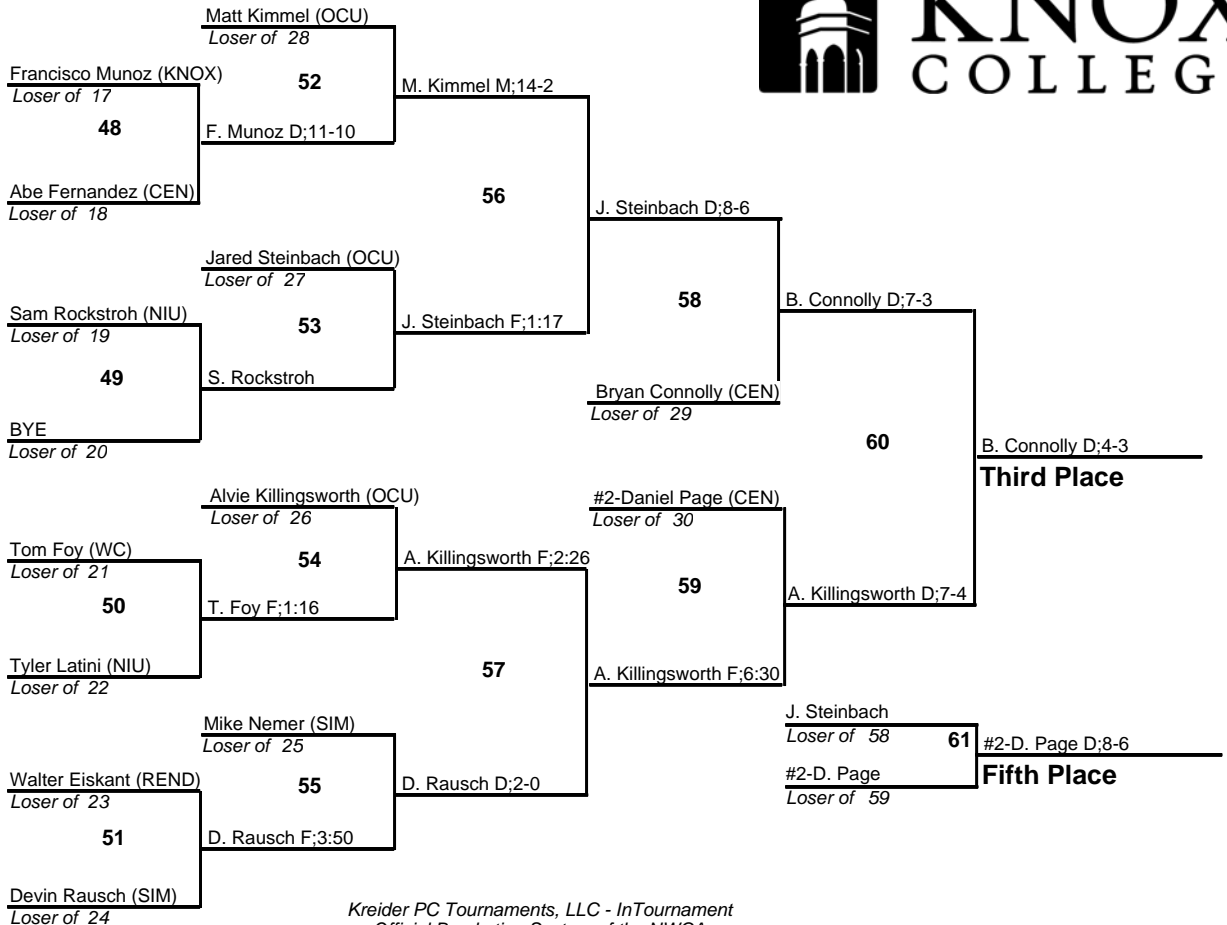 Matt Kimmel (OCU)
Loser of 28
KNOX
COLLEG
Francisco Munoz (KNOX)
Loser of 17
52
M. Kimmel M;14-2
48
F. Munoz D;11-10
Abe Fernandez (CEN)
Loser of 18
56
J. Steinbach D;8-6
Jared Steinbach (OCU)
Loser of 27
Sam Rockstroh (NIU)
Loser of 19
53
J. Steinbach F;1:17
58
B. Connolly D;7-3
49
S. Rockstroh
Bryan Connolly (CEN)
Loser of 29
BYE
Loser of 20
60
B. Connolly D;4-3
Third Place
Alvie Killingsworth (OCU)
Loser of 26
#2-Daniel Page (CEN)
Loser of 30
Tom Foy (WC)
Loser of 21
54
A. Killingsworth F;2:26
50
T. Foy F;1:16
59
A. Killingsworth D;7-4
Tyler Latini (NIU)
Loser of 22
57
A. Killingsworth F;6:30
Mike Nemer (SIM)
Loser of 25
J. Steinbach
Loser of 58
61
#2-D. Page D;8-6
Fifth Place
#2-D. Page
Loser of 59
Walter Eiskant (REND)
Loser of 23
55
D. Rausch D;2-0
51
D. Rausch F;3:50
Devin Rausch (SIM)
Loser of 24
Kreider PC Tournaments, LLC - InTournament